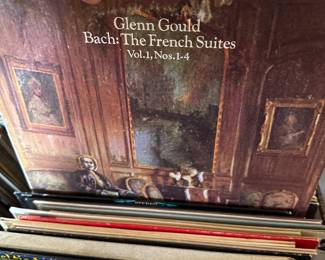 Glenn Gould
Bach: The French Suites
Vol.1, Nos.1-4